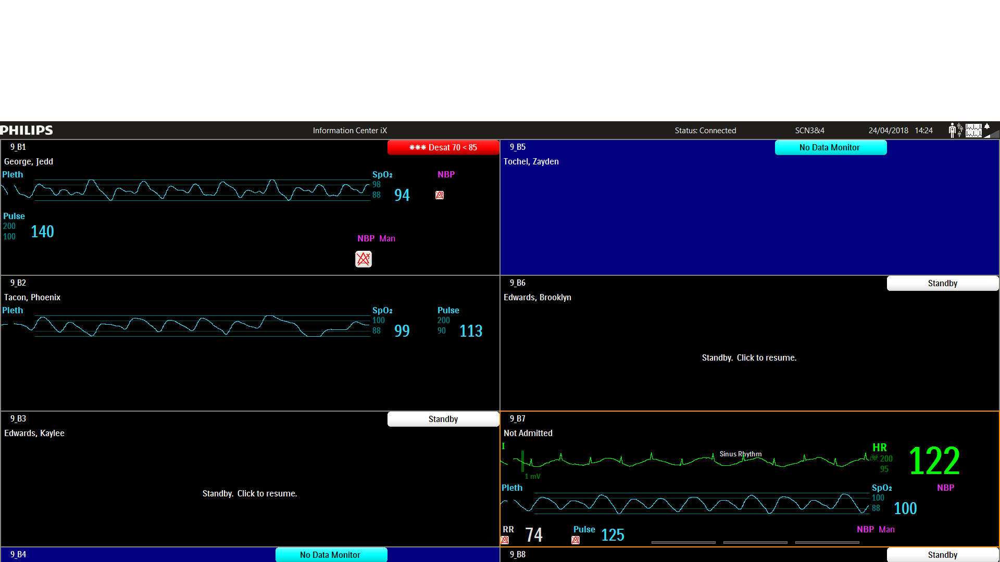 PHILIPS Information Center iX Status: Connected SCN3&4 24/04/2018 14:24
9_B1 *** Desat 70 < 85
George, Jedd
Pleth SpO₂ NBP
98
88 94
Pulse
200
100 140
NBP Man
9_B5 No Data Monitor
Tochel, Zayden
9_B2
Tacon, Phoenix
Pleth SpO₂ Pulse
100 200
88 99 90 113
9_B6 Standby
Edwards, Brooklyn
Standby. Click to resume.
9_B3 Standby
Edwards, Kaylee
Standby. Click to resume.
9_B7
Not Admitted
I Sinus Rhythm HR
200 122
95
1 mV
Pleth SpO₂ NBP
100
88 100
RR 74 Pulse 125 NBP Man
9_B4 No Data Monitor
9_B8 Standby